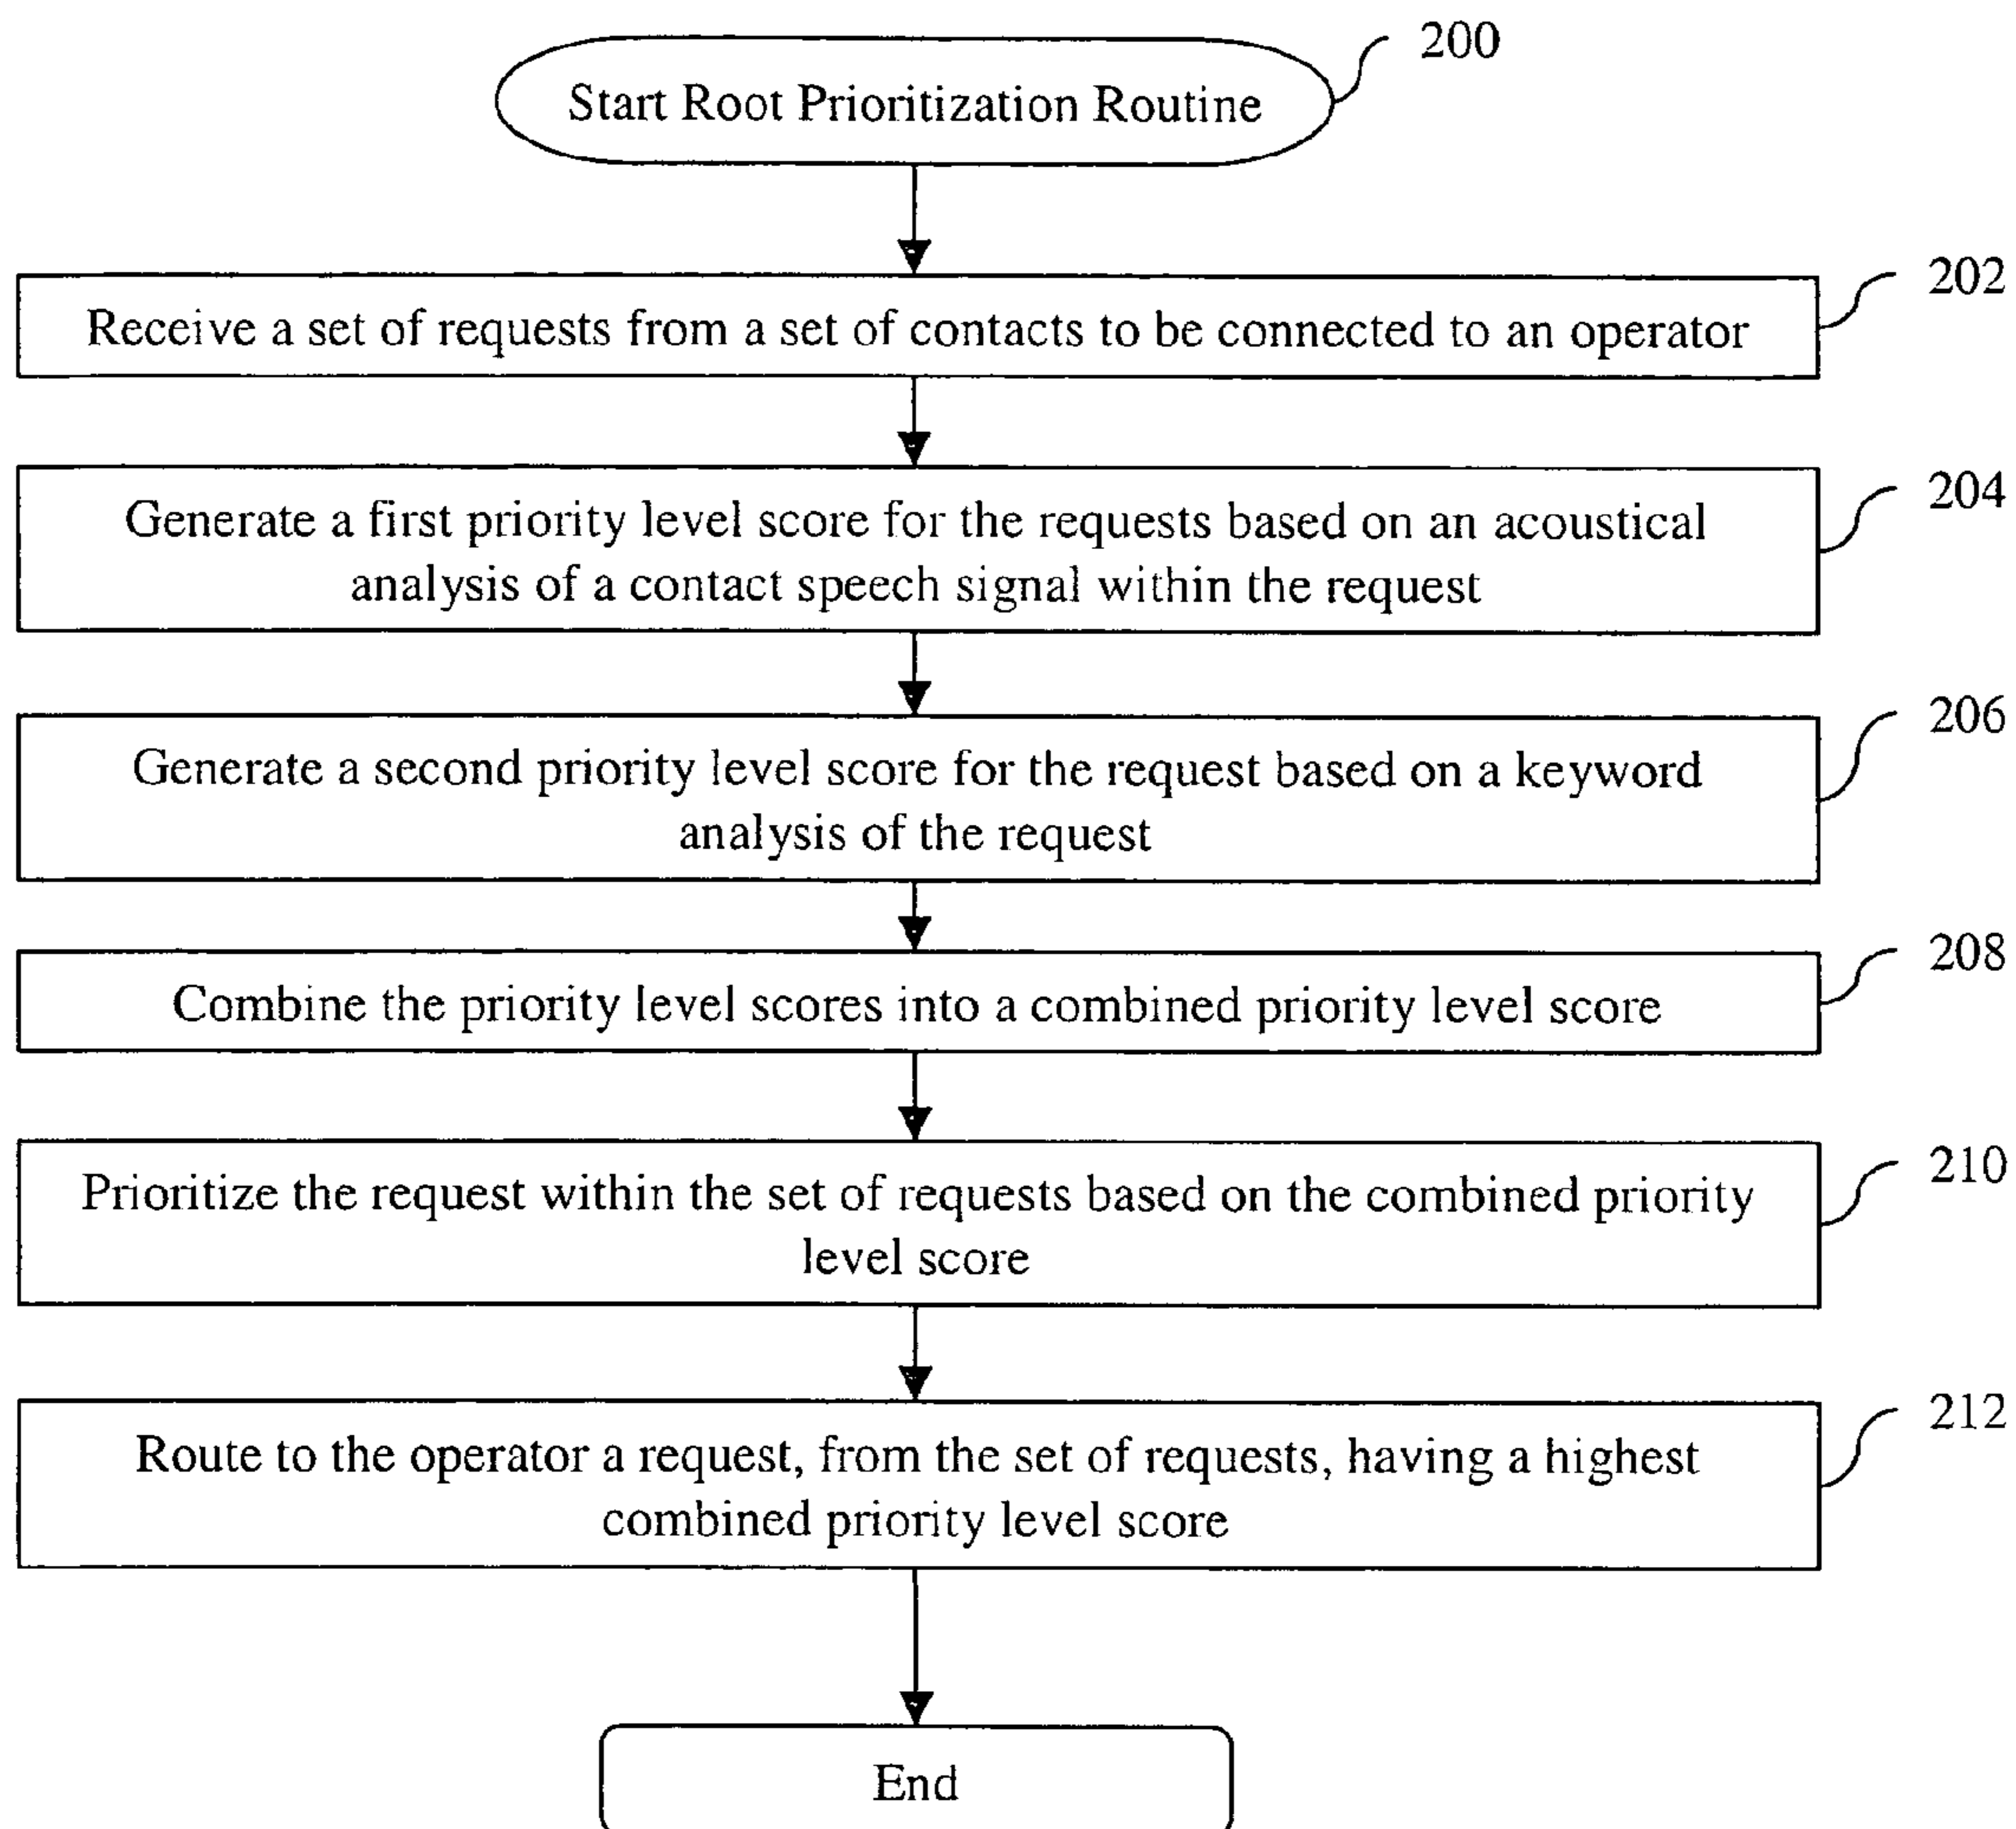 Start Root Prioritization Routine
200
Receive a set of requests from a set of contacts to be connected to an operator
202
Generate a first priority level score for the requests based on an acoustical
analysis of a contact speech signal within the request
204
Generate a second priority level score for the request based on a keyword
analysis of the request
206
Combine the priority level scores into a combined priority level score
208
Prioritize the request within the set of requests based on the combined priority
level score
210
Route to the operator a request, from the set of requests, having a highest
combined priority level score
212
End